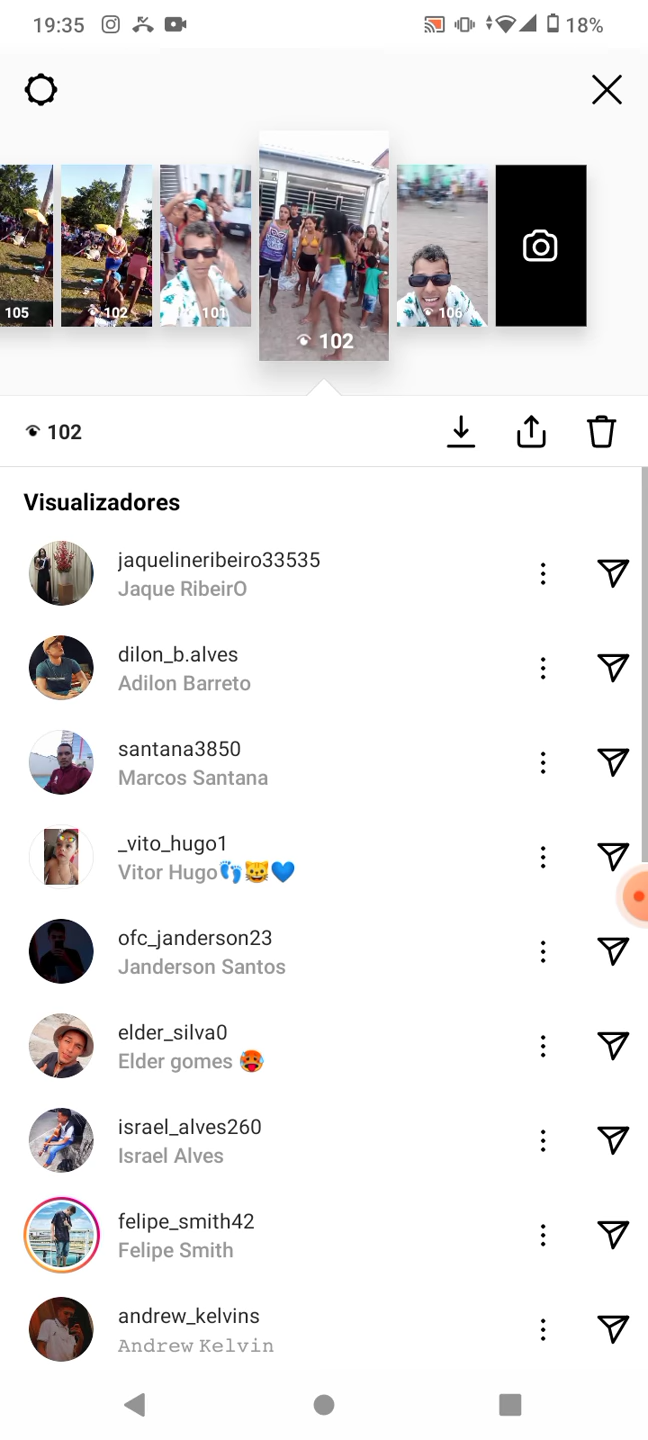 19:35
18%
105
102
101
102
106
102
Visualizadores
jaquelineribeiro33535
Jaque RibeirO
dilon_b.alves
Adilon Barreto
santana3850
Marcos Santana
_vito_hugo1
Vitor Hugo👣😺💙
ofc_janderson23
Janderson Santos
elder_silva0
Elder gomes 🥵
israel_alves260
Israel Alves
felipe_smith42
Felipe Smith
andrew_kelvins
𝙰𝚗𝚍𝚛𝚎𝚠 𝙺𝚎𝚕𝚟𝚒𝚗